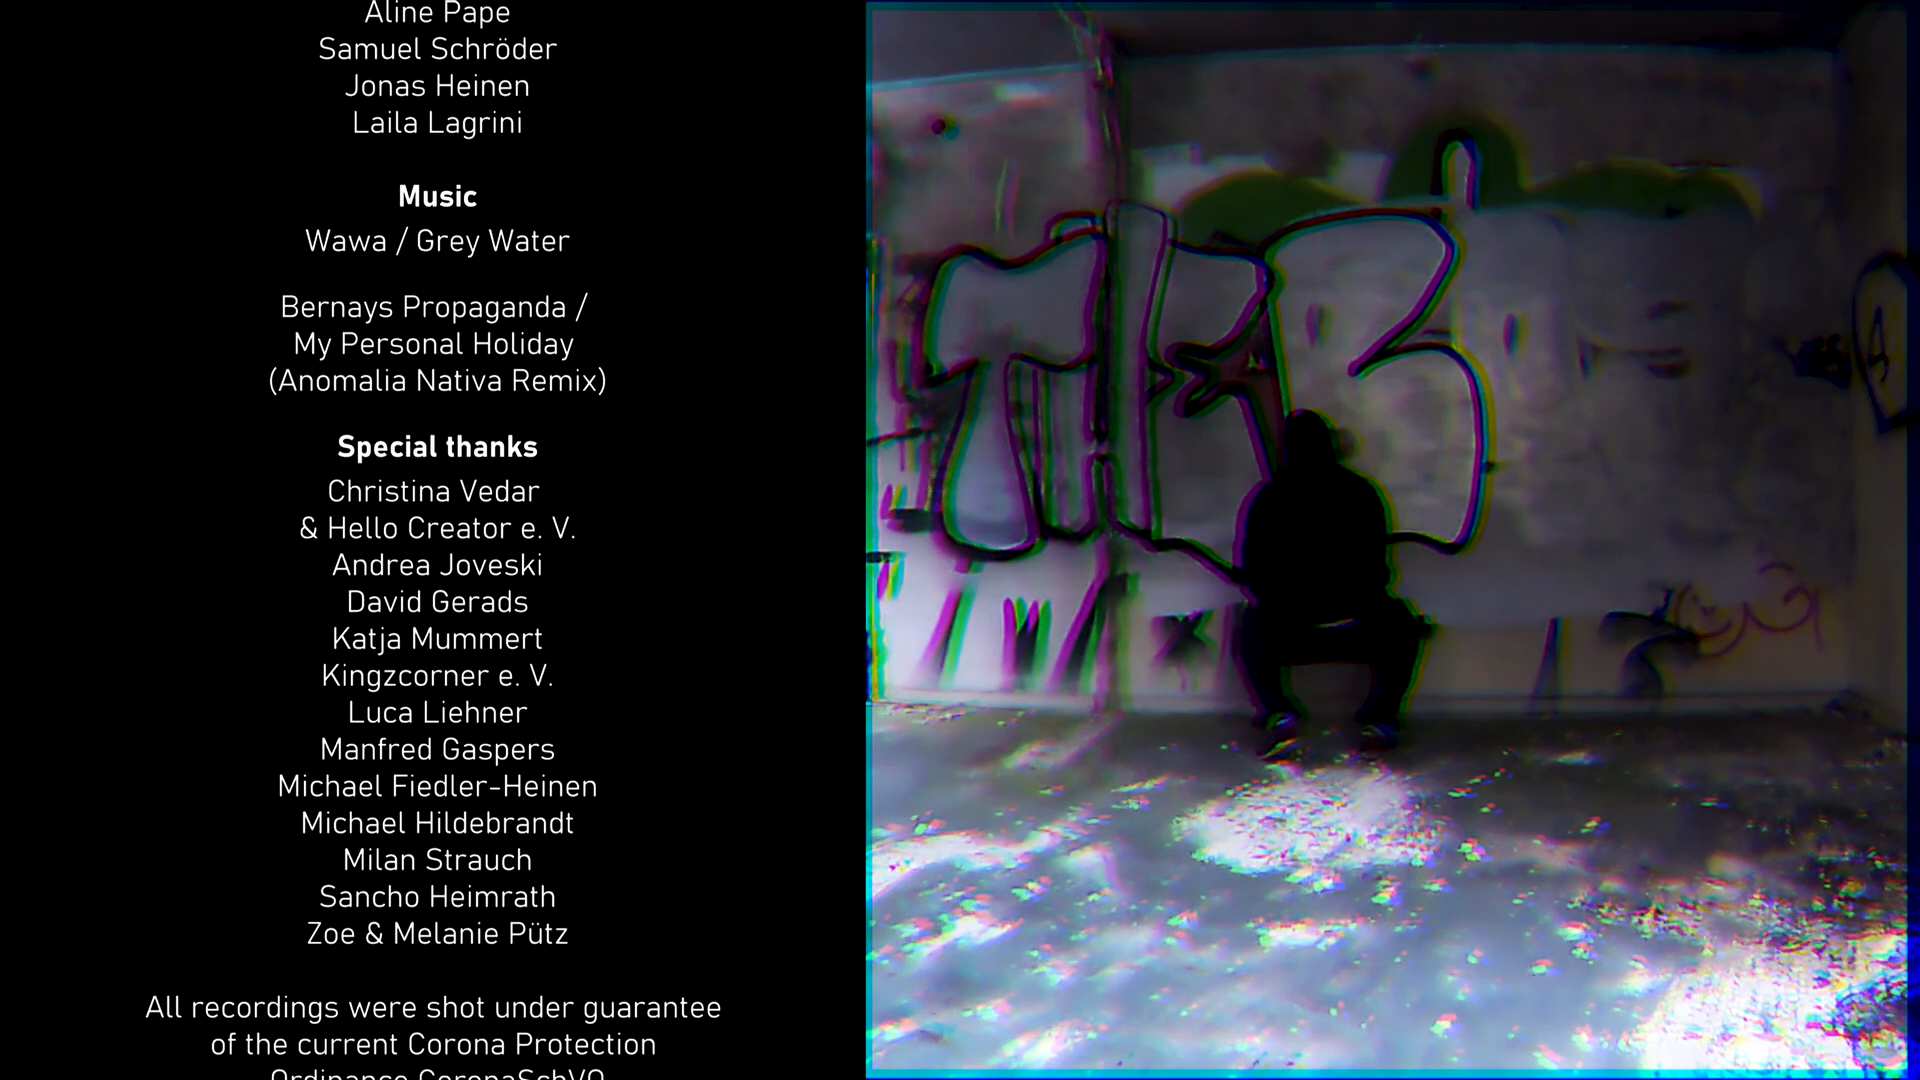 Aline Pape
Samuel Schröder
Jonas Heinen
Laila Lagrini
Music
Wawa / Grey Water
Bernays Propaganda /
My Personal Holiday
(Anomalia Nativa Remix)
Special thanks
Christina Vedar
& Hello Creator e. V.
Andrea Joveski
David Gerads
Katja Mummert
Kingzcorner e. V.
Luca Liehner
Manfred Gaspers
Michael Fiedler-Heinen
Michael Hildebrandt
Milan Strauch
Sancho Heimrath
Zoe & Melanie Pütz
All recordings were shot under guarantee
of the current Corona Protection
Ordinance CoronaSchVO